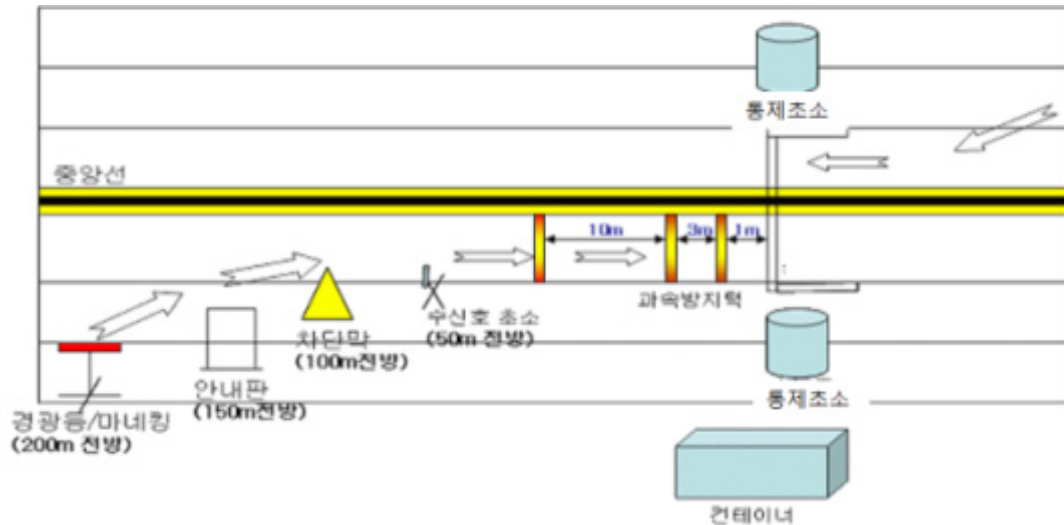 통제초소
중앙선
10m
3m
1m
과속방지턱
수신호 초소
(50m 전방)
차단막
(100m전방)
안내판
(150m전방)
경광등/마네킹
(200m 전방)
통제초소
컨테이너